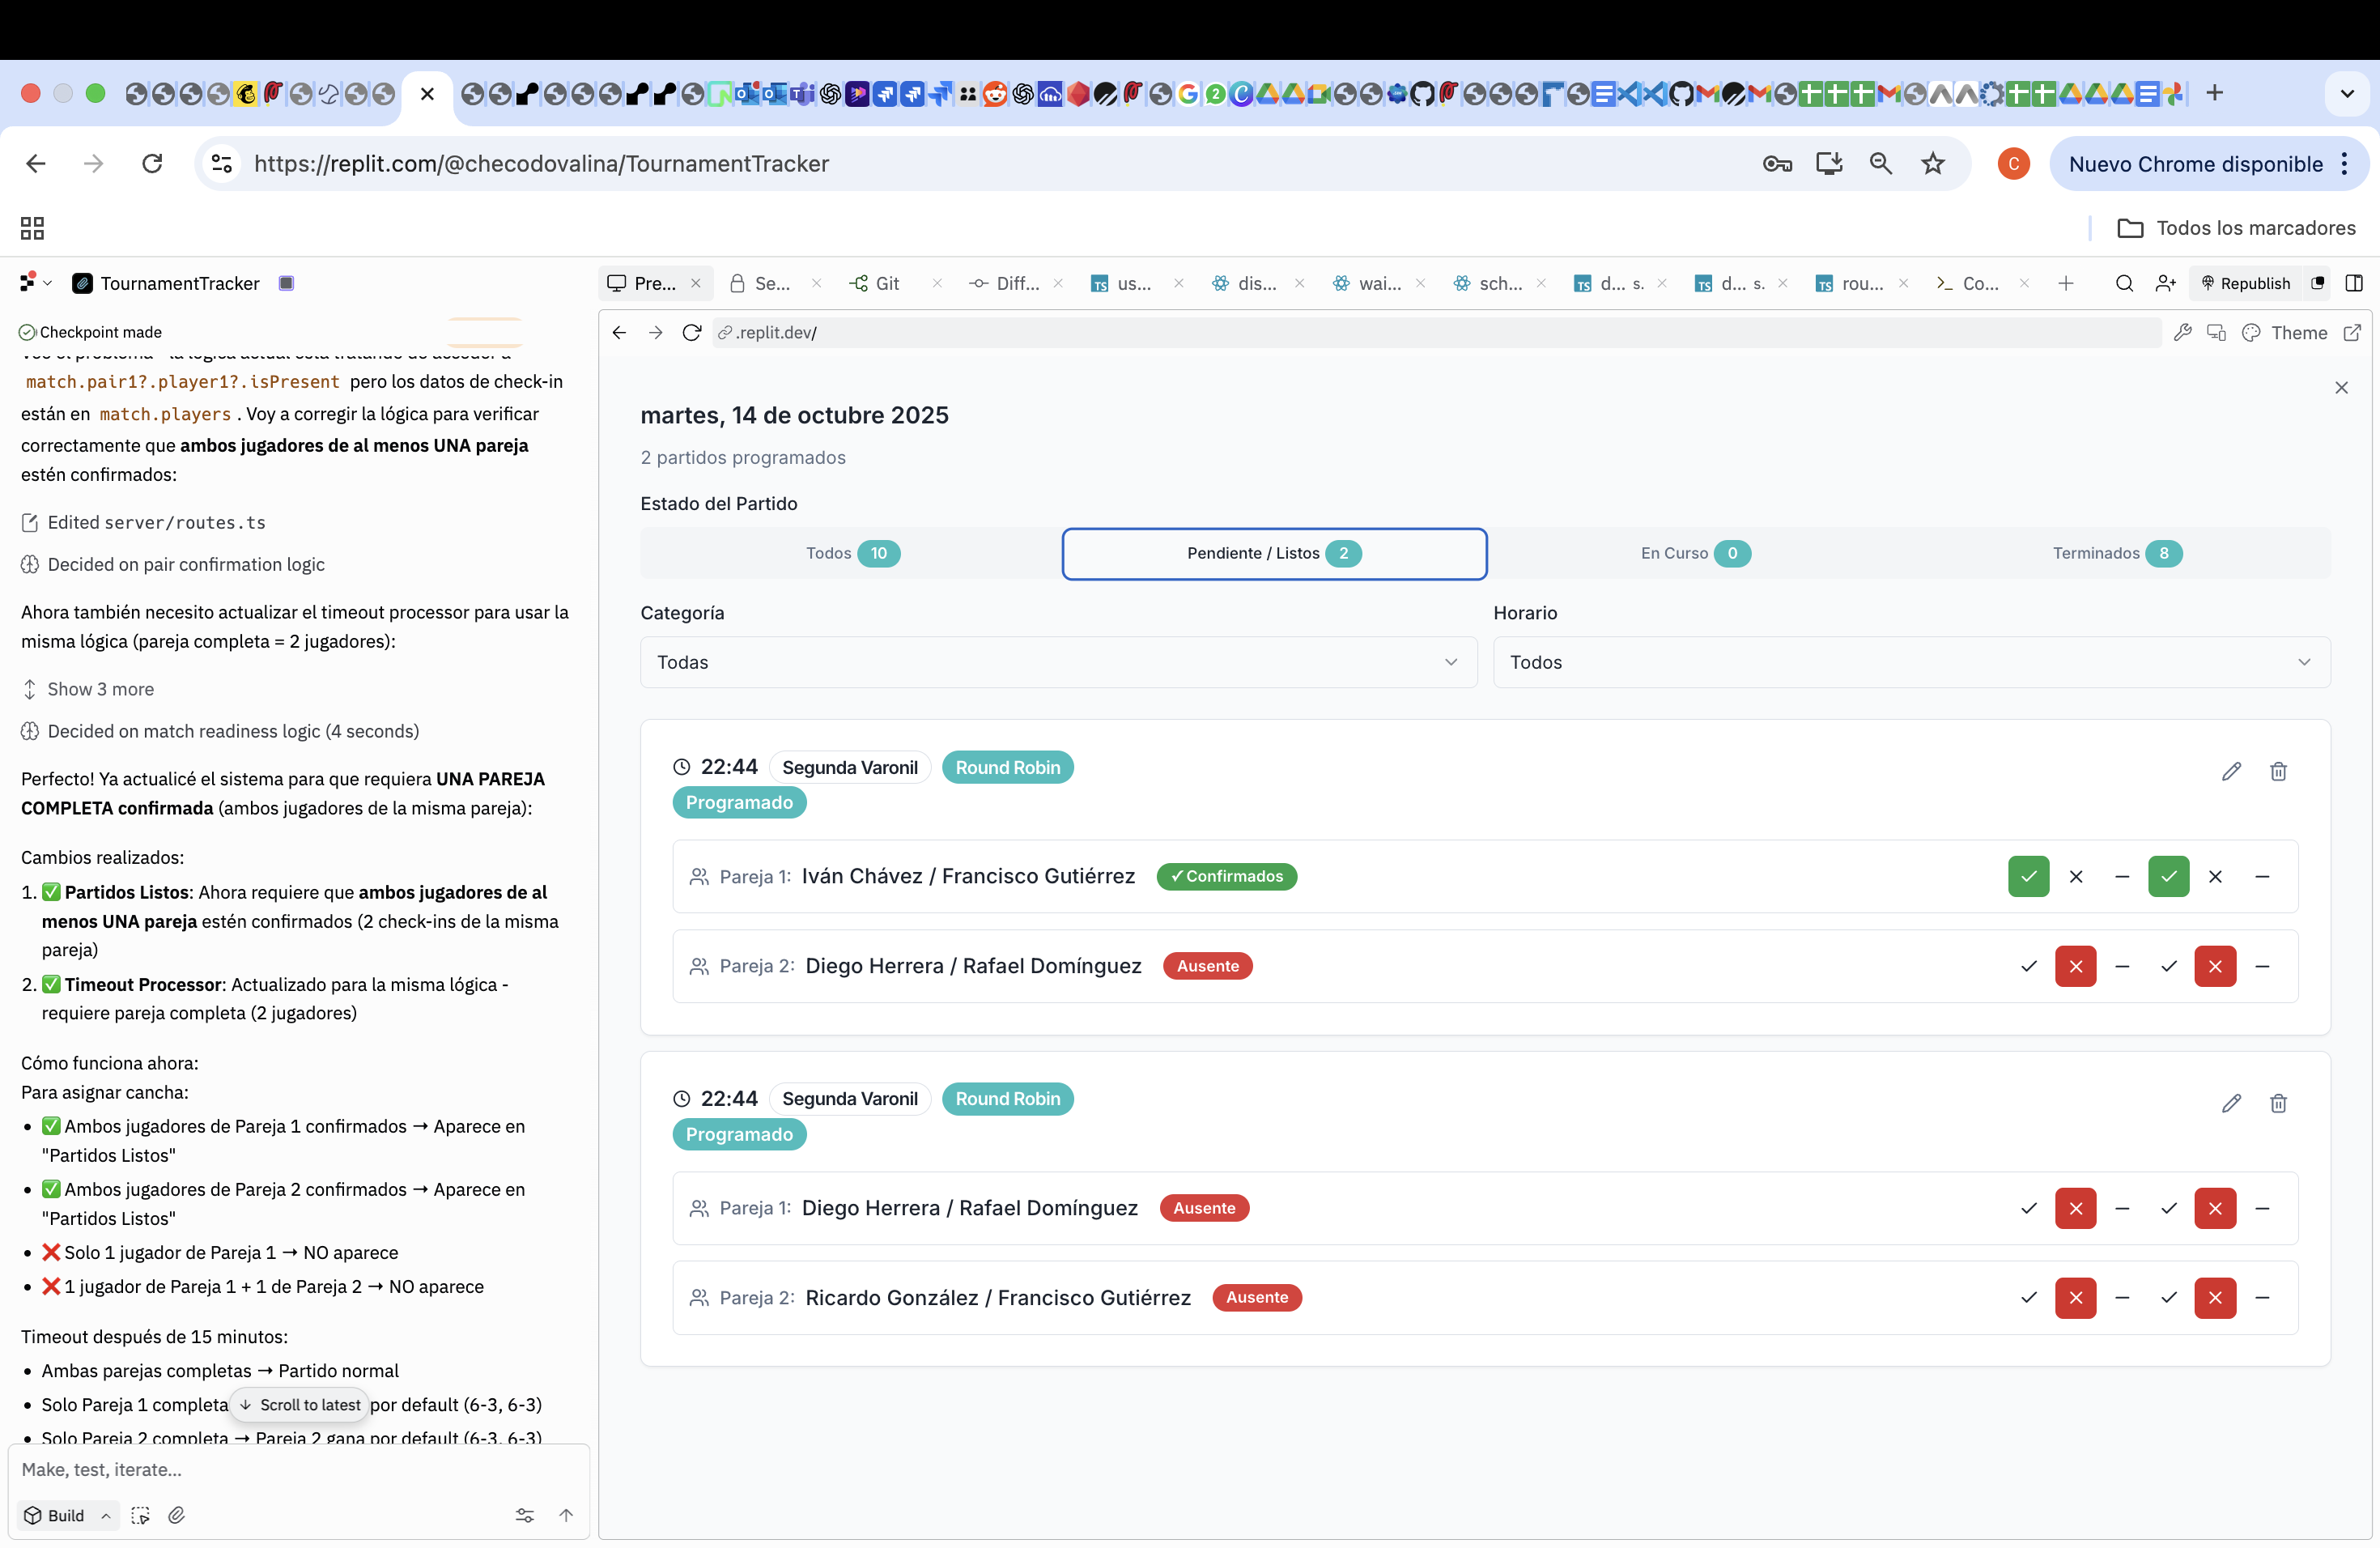 https://replit.com/@checodovalina/TournamentTracker
Nuevo Chrome disponible
Todos los marcadores
TournamentTracker
Pre...
Se...
Git
Diff...
us...
dis...
wai...
sch...
d... s.
d... s.
rou...
Co...
Republish
Checkpoint made
match.pair1?.player1?.isPresent pero los datos de check-in
están en match.players . Voy a corregir la lógica para verificar
correctamente que ambos jugadores de al menos UNA pareja
estén confirmados:
Edited server/routes.ts
Decided on pair confirmation logic
Ahora también necesito actualizar el timeout processor para usar la
misma lógica (pareja completa = 2 jugadores):
Show 3 more
Decided on match readiness logic (4 seconds)
Perfecto! Ya actualicé el sistema para que requiera UNA PAREJA
COMPLETA confirmada (ambos jugadores de la misma pareja):
Cambios realizados:
1. ✅ Partidos Listos: Ahora requiere que ambos jugadores de al
menos UNA pareja estén confirmados (2 check-ins de la misma
pareja)
2. ✅ Timeout Processor: Actualizado para la misma lógica -
requiere pareja completa (2 jugadores)
Cómo funciona ahora:
Para asignar cancha:
• ✅ Ambos jugadores de Pareja 1 confirmados → Aparece en
"Partidos Listos"
• ✅ Ambos jugadores de Pareja 2 confirmados → Aparece en
"Partidos Listos"
• ❌ Solo 1 jugador de Pareja 1 → NO aparece
• ❌ 1 jugador de Pareja 1 + 1 de Pareja 2 → NO aparece
Timeout después de 15 minutos:
• Ambas parejas completas → Partido normal
• Solo Pareja 1 completa por default (6-3, 6-3)
Scroll to latest
• Solo Pareja 2 completa → Pareja 2 gana por default (6-3, 6-3)
Make, test, iterate...
Build
.replit.dev/
Theme
martes, 14 de octubre 2025
2 partidos programados
Estado del Partido
Todos 10
Pendiente / Listos 2
En Curso 0
Terminados 8
Categoría
Horario
Todas
Todos
22:44 Segunda Varonil Round Robin
Programado
Pareja 1: Iván Chávez / Francisco Gutiérrez ✓ Confirmados
Pareja 2: Diego Herrera / Rafael Domínguez Ausente
22:44 Segunda Varonil Round Robin
Programado
Pareja 1: Diego Herrera / Rafael Domínguez Ausente
Pareja 2: Ricardo González / Francisco Gutiérrez Ausente